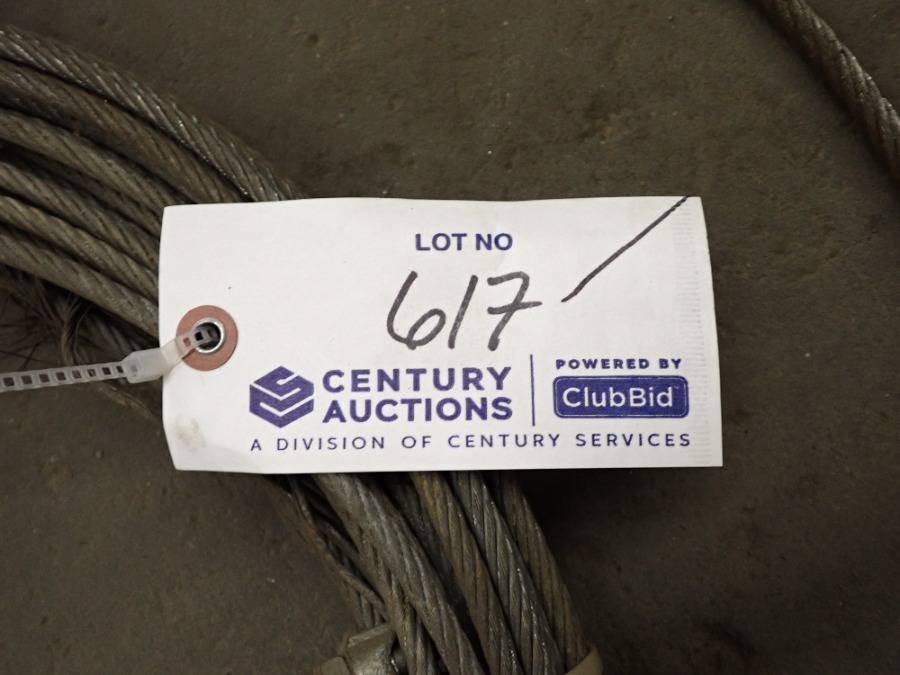 LOT NO
617
CENTURY
AUCTIONS
POWERED BY
ClubBid
A DIVISION OF CENTURY SERVICES